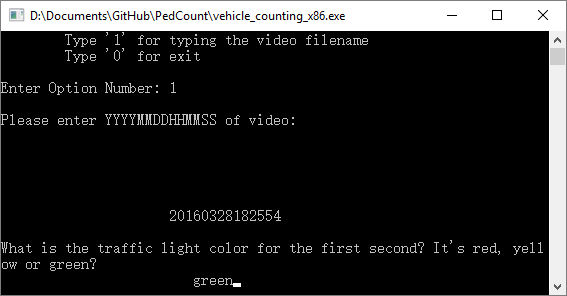 D:\Documents\GitHub\PedCount\vehicle_counting_x86.exe
Type '1' for typing the video filename
Type '0' for exit
Enter Option Number: 1
Please enter YYYYMMDDHHMMSS of video:
20160328182554
What is the traffic light color for the first second? It's red, yell
ow or green?
green